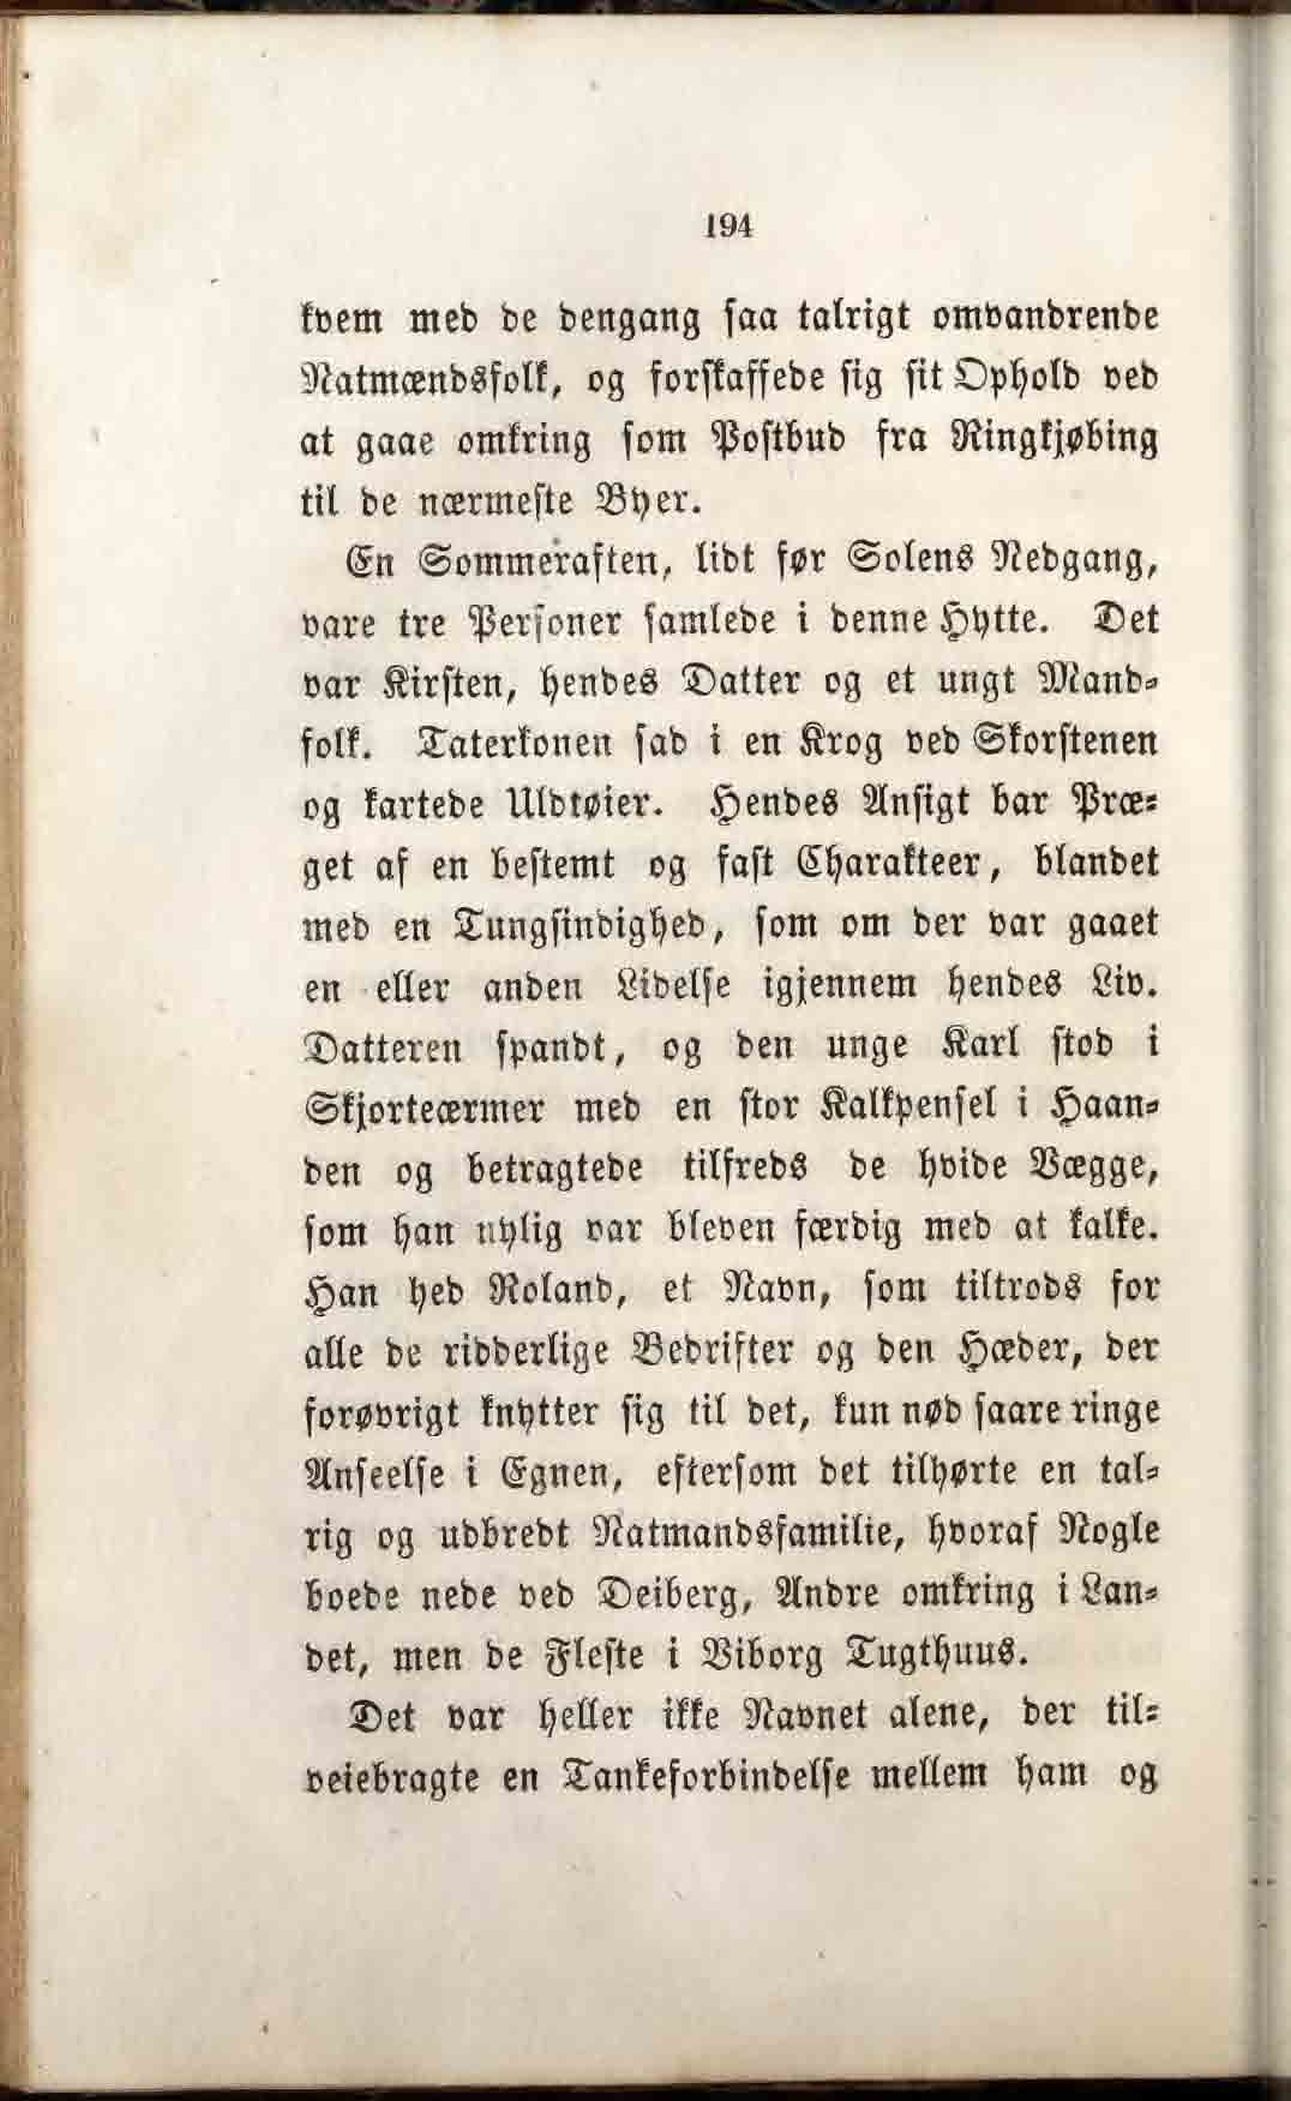 194
kvem med de dengang saa talrigt omvandrende
Natmændsfolk, og forskaffede sig sit Ophold ved
at gaae omkring som Postbud fra Ringkjøbing
til de nærmeste Byer.
En Sommeraften, lidt før Solens Nedgang,
vare tre Personer samlede i denne Hytte. Det
var Kirsten, hendes Datter og et ungt Mand-
folk. Taterkonen sad i en Krog ved Skorstenen
og kartede Uldtøier. Hendes Ansigt bar Præ-
get af en bestemt og fast Charakteer, blandet
med en Tungsindighed, som om der var gaaet
en eller anden Lidelse igjennem hendes Liv.
Datteren spandt, og den unge Karl stod i
Skjorteærmer med en stor Kalkpensel i Haan-
den og betragtede tilfreds de hvide Vægge,
som han nylig var bleven færdig med at kalke.
Han hed Roland, et Navn, som tiltrods for
alle de ridderlige Bedrifter og den Hæder, der
forøvrigt knytter sig til det, kun nød saare ringe
Anseelse i Egnen, eftersom det tilhørte en tal-
rig og udbredt Natmandsfamilie, hvoraf Nogle
boede nede ved Deiberg, Andre omkring i Lan-
det, men de Fleste i Viborg Tugthuus.
Det var heller ikke Navnet alene, der til-
veiebragte en Tankeforbindelse mellem ham og